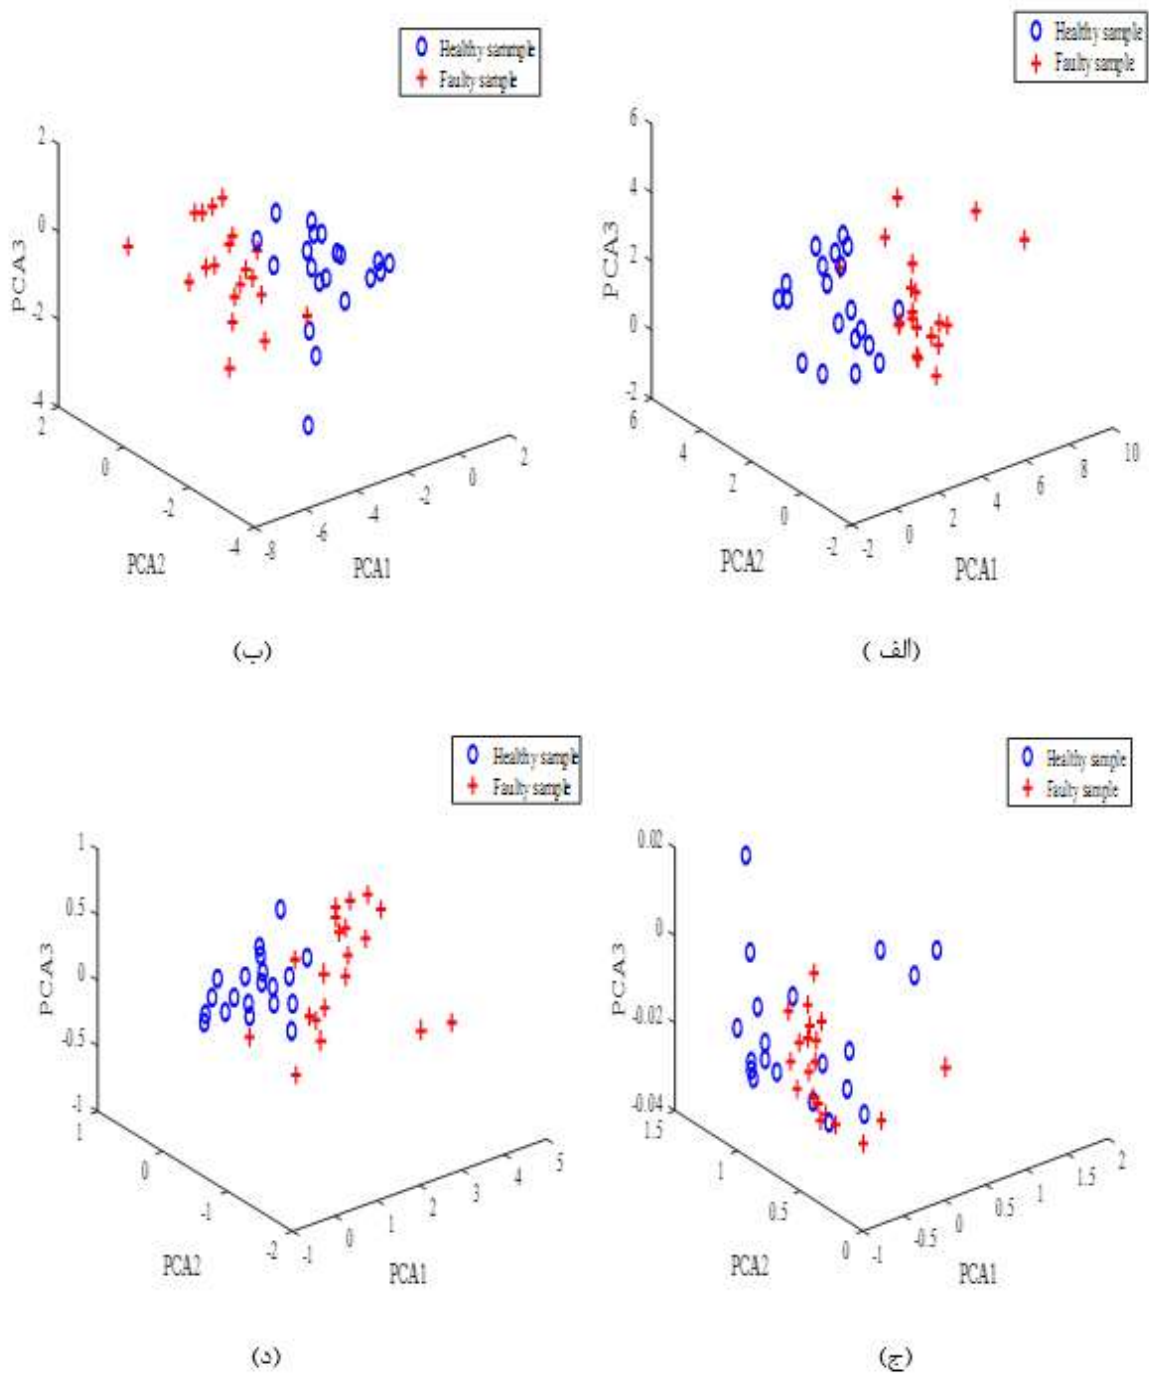 Healthy sammple
Faulty sample
2
0
-2
-4
PCA3
2
0
-2
-4
PCA2
-8
-6
-4
-2
0
2
PCA1
(ب)
Healthy sample
Faulty sample
6
4
2
0
-2
PCA3
6
4
2
0
-2
PCA2
-2
0
2
4
6
8
10
PCA1
(الف )
Healthy sample
Faulty sample
1
0.5
0
-0.5
-1
PCA3
1
0
-1
-2
PCA2
-1
0
1
2
3
4
5
PCA1
(د)
Healthy sample
Faulty sample
0.02
0
-0.02
-0.04
PCA3
1.5
1
0.5
0
PCA2
-1
-0.5
0
0.5
1
1.5
2
PCA1
(ج)